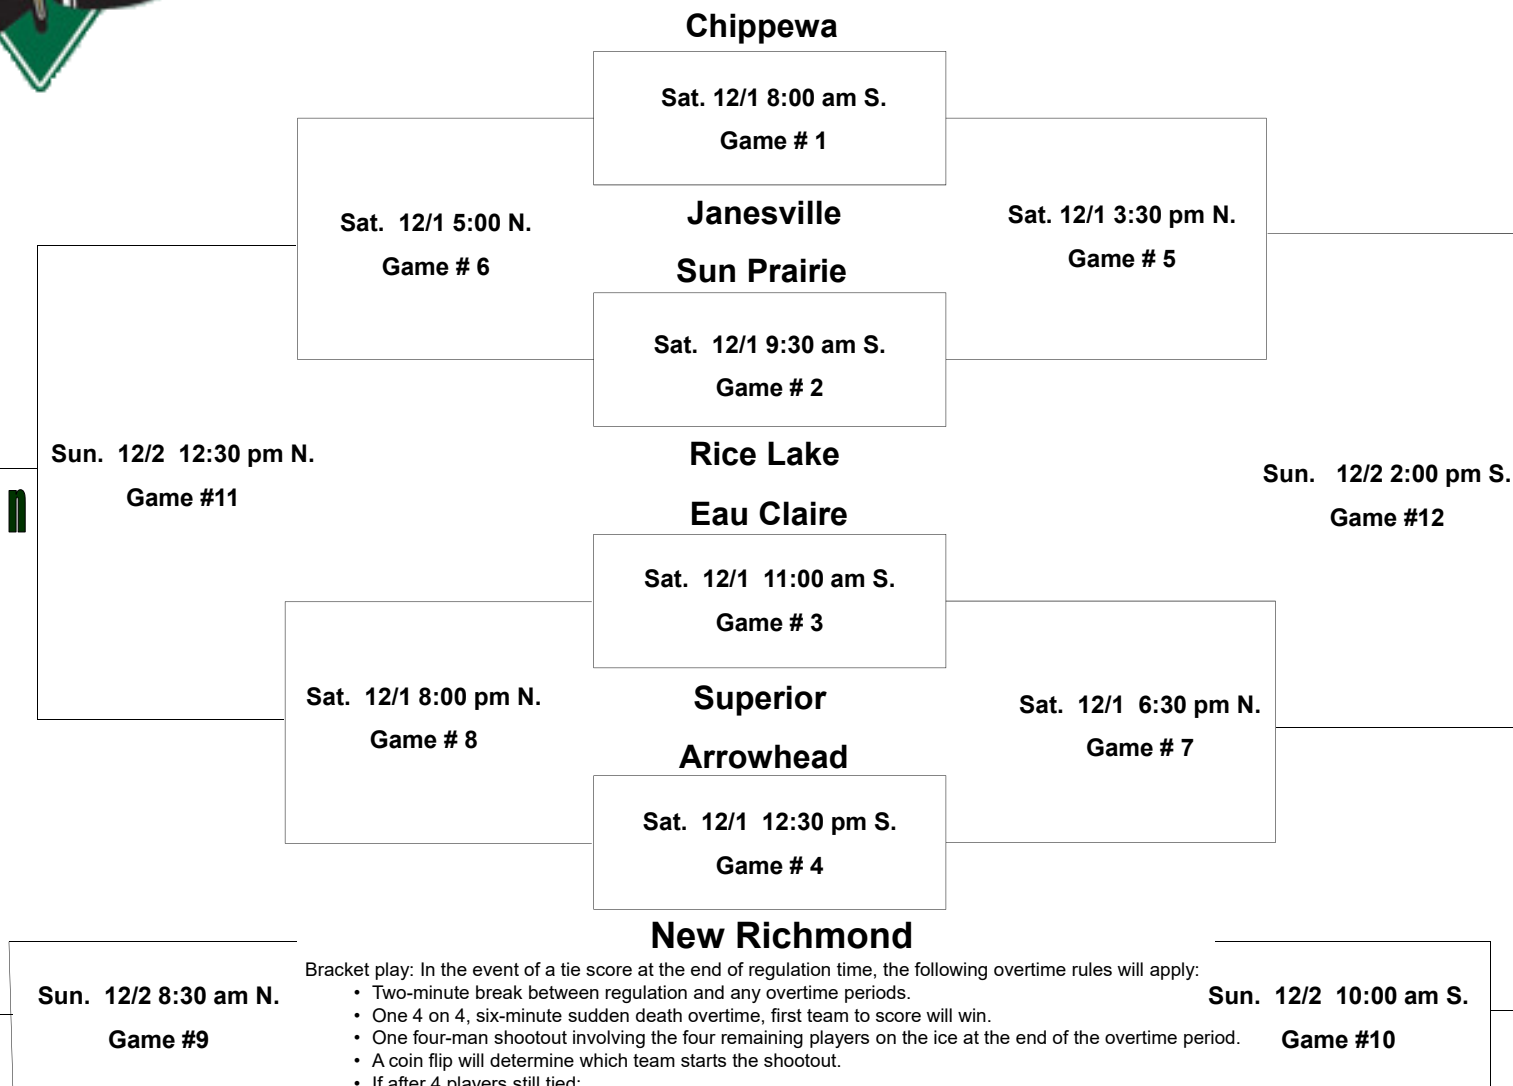 Chippewa
Sat. 12/1 8:00 am S.
Game # 1
Janesville
Sat. 12/1 5:00 N.
Game # 6
Sat. 12/1 3:30 pm N.
Game # 5
Sun Prairie
Sat. 12/1 9:30 am S.
Game # 2
Rice Lake
Sun. 12/2 12:30 pm N.
Game #11
n
Sun. 12/2 2:00 pm S.
Game #12
Eau Claire
Sat. 12/1 11:00 am S.
Game # 3
Superior
Sat. 12/1 8:00 pm N.
Game # 8
Sat. 12/1 6:30 pm N.
Game # 7
Arrowhead
Sat. 12/1 12:30 pm S.
Game # 4
New Richmond
Bracket play: In the event of a tie score at the end of regulation time, the following overtime rules will apply:
• Two-minute break between regulation and any overtime periods.
• One 4 on 4, six-minute sudden death overtime, first team to score will win.
• One four-man shootout involving the four remaining players on the ice at the end of the overtime period.
• A coin flip will determine which team starts the shootout.
• If after 4 players still tied:
Sun. 12/2 8:30 am N.
Game #9
Sun. 12/2 10:00 am S.
Game #10